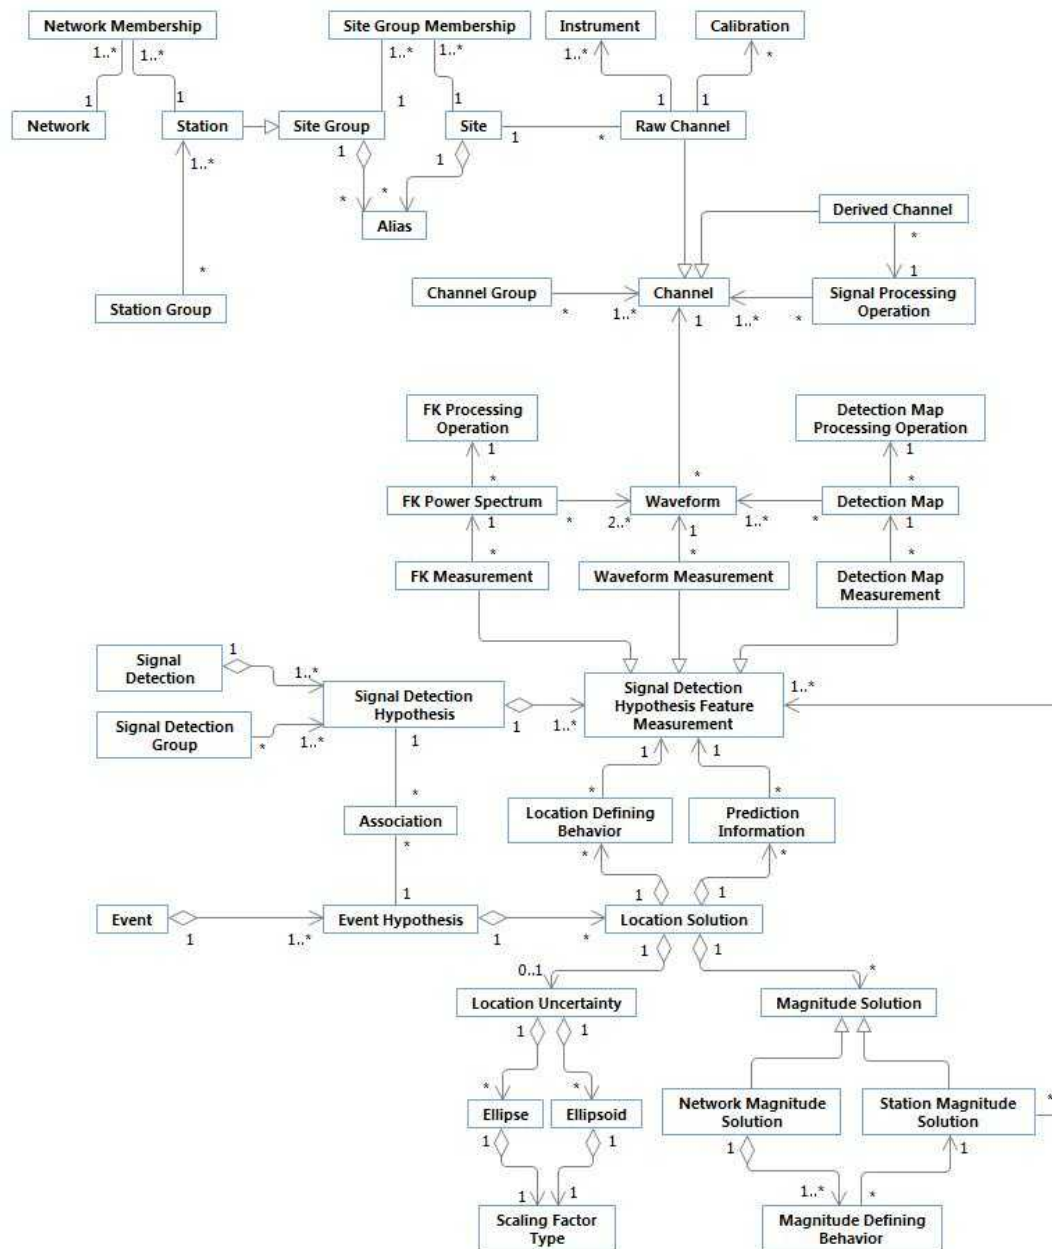 Network Membership
Site Group Membership
Instrument
Calibration
1..*
1..*
1..*
1..*
1..*
*
1
1
1
1
1
1
Network
Station
Site Group
Site
Raw Channel
1
*
1..*
1
1
*
*
Alias
Derived Channel
*
*
1
Station Group
Channel Group
Channel
Signal Processing
Operation
*
1..*
1
1..*
*
FK Processing
Operation
Detection Map
Processing Operation
1
1
*
*
*
FK Power Spectrum
Waveform
Detection Map
1
*
2..*
1
1..*
*
1
*
*
*
FK Measurement
Waveform Measurement
Detection Map
Measurement
Signal
Detection
1
1..*
Signal Detection
Hypothesis
Signal Detection
Hypothesis Feature
Measurement
1..*
Signal Detection
Group
*
1..*
1
1..*
1
1
1
*
*
*
Association
Location Defining
Behavior
Prediction
Information
*
*
*
1
1
1
Event
Event Hypothesis
Location Solution
1
1..*
1
*
1
1
0..1
*
Location Uncertainty
Magnitude Solution
1
1
*
*
Ellipse
Ellipsoid
Network Magnitude
Solution
Station Magnitude
Solution
*
1
1
1
1
1
1
1..*
*
Scaling Factor
Type
Magnitude Defining
Behavior